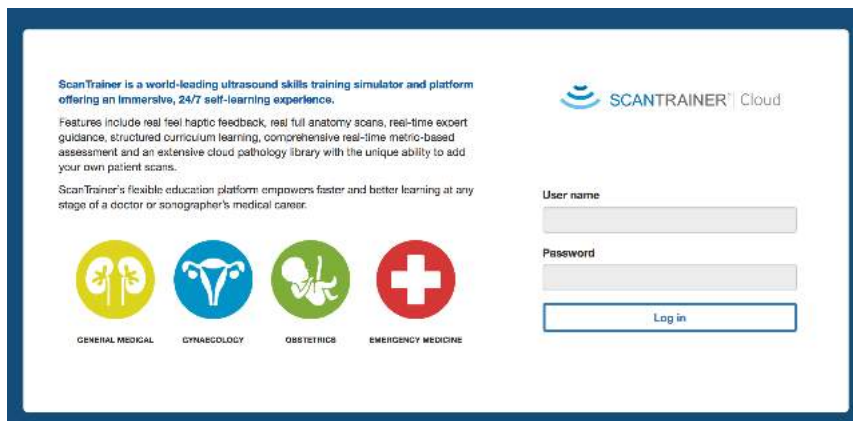 ScanTrainer is a world-leading ultrasound skills training simulator and platform
offering an immersive, 24/7 self-learning experience.
Features include real feel haptic feedback, real full anatomy scans, real-time expert
guidance, structured curriculum learning, comprehensive real-time metric-based
assessment and an extensive cloud pathology library with the unique ability to add
your own patient scans.
ScanTrainer's flexible education platform empowers faster and better learning at any
stage of a doctor or sonographer's medical career.
GENERAL MEDICAL
GYNAECOLOGY
OBSTETRICS
EMERGENCY MEDICINE
SCANTRAINER® Cloud
User name
Password
Log in